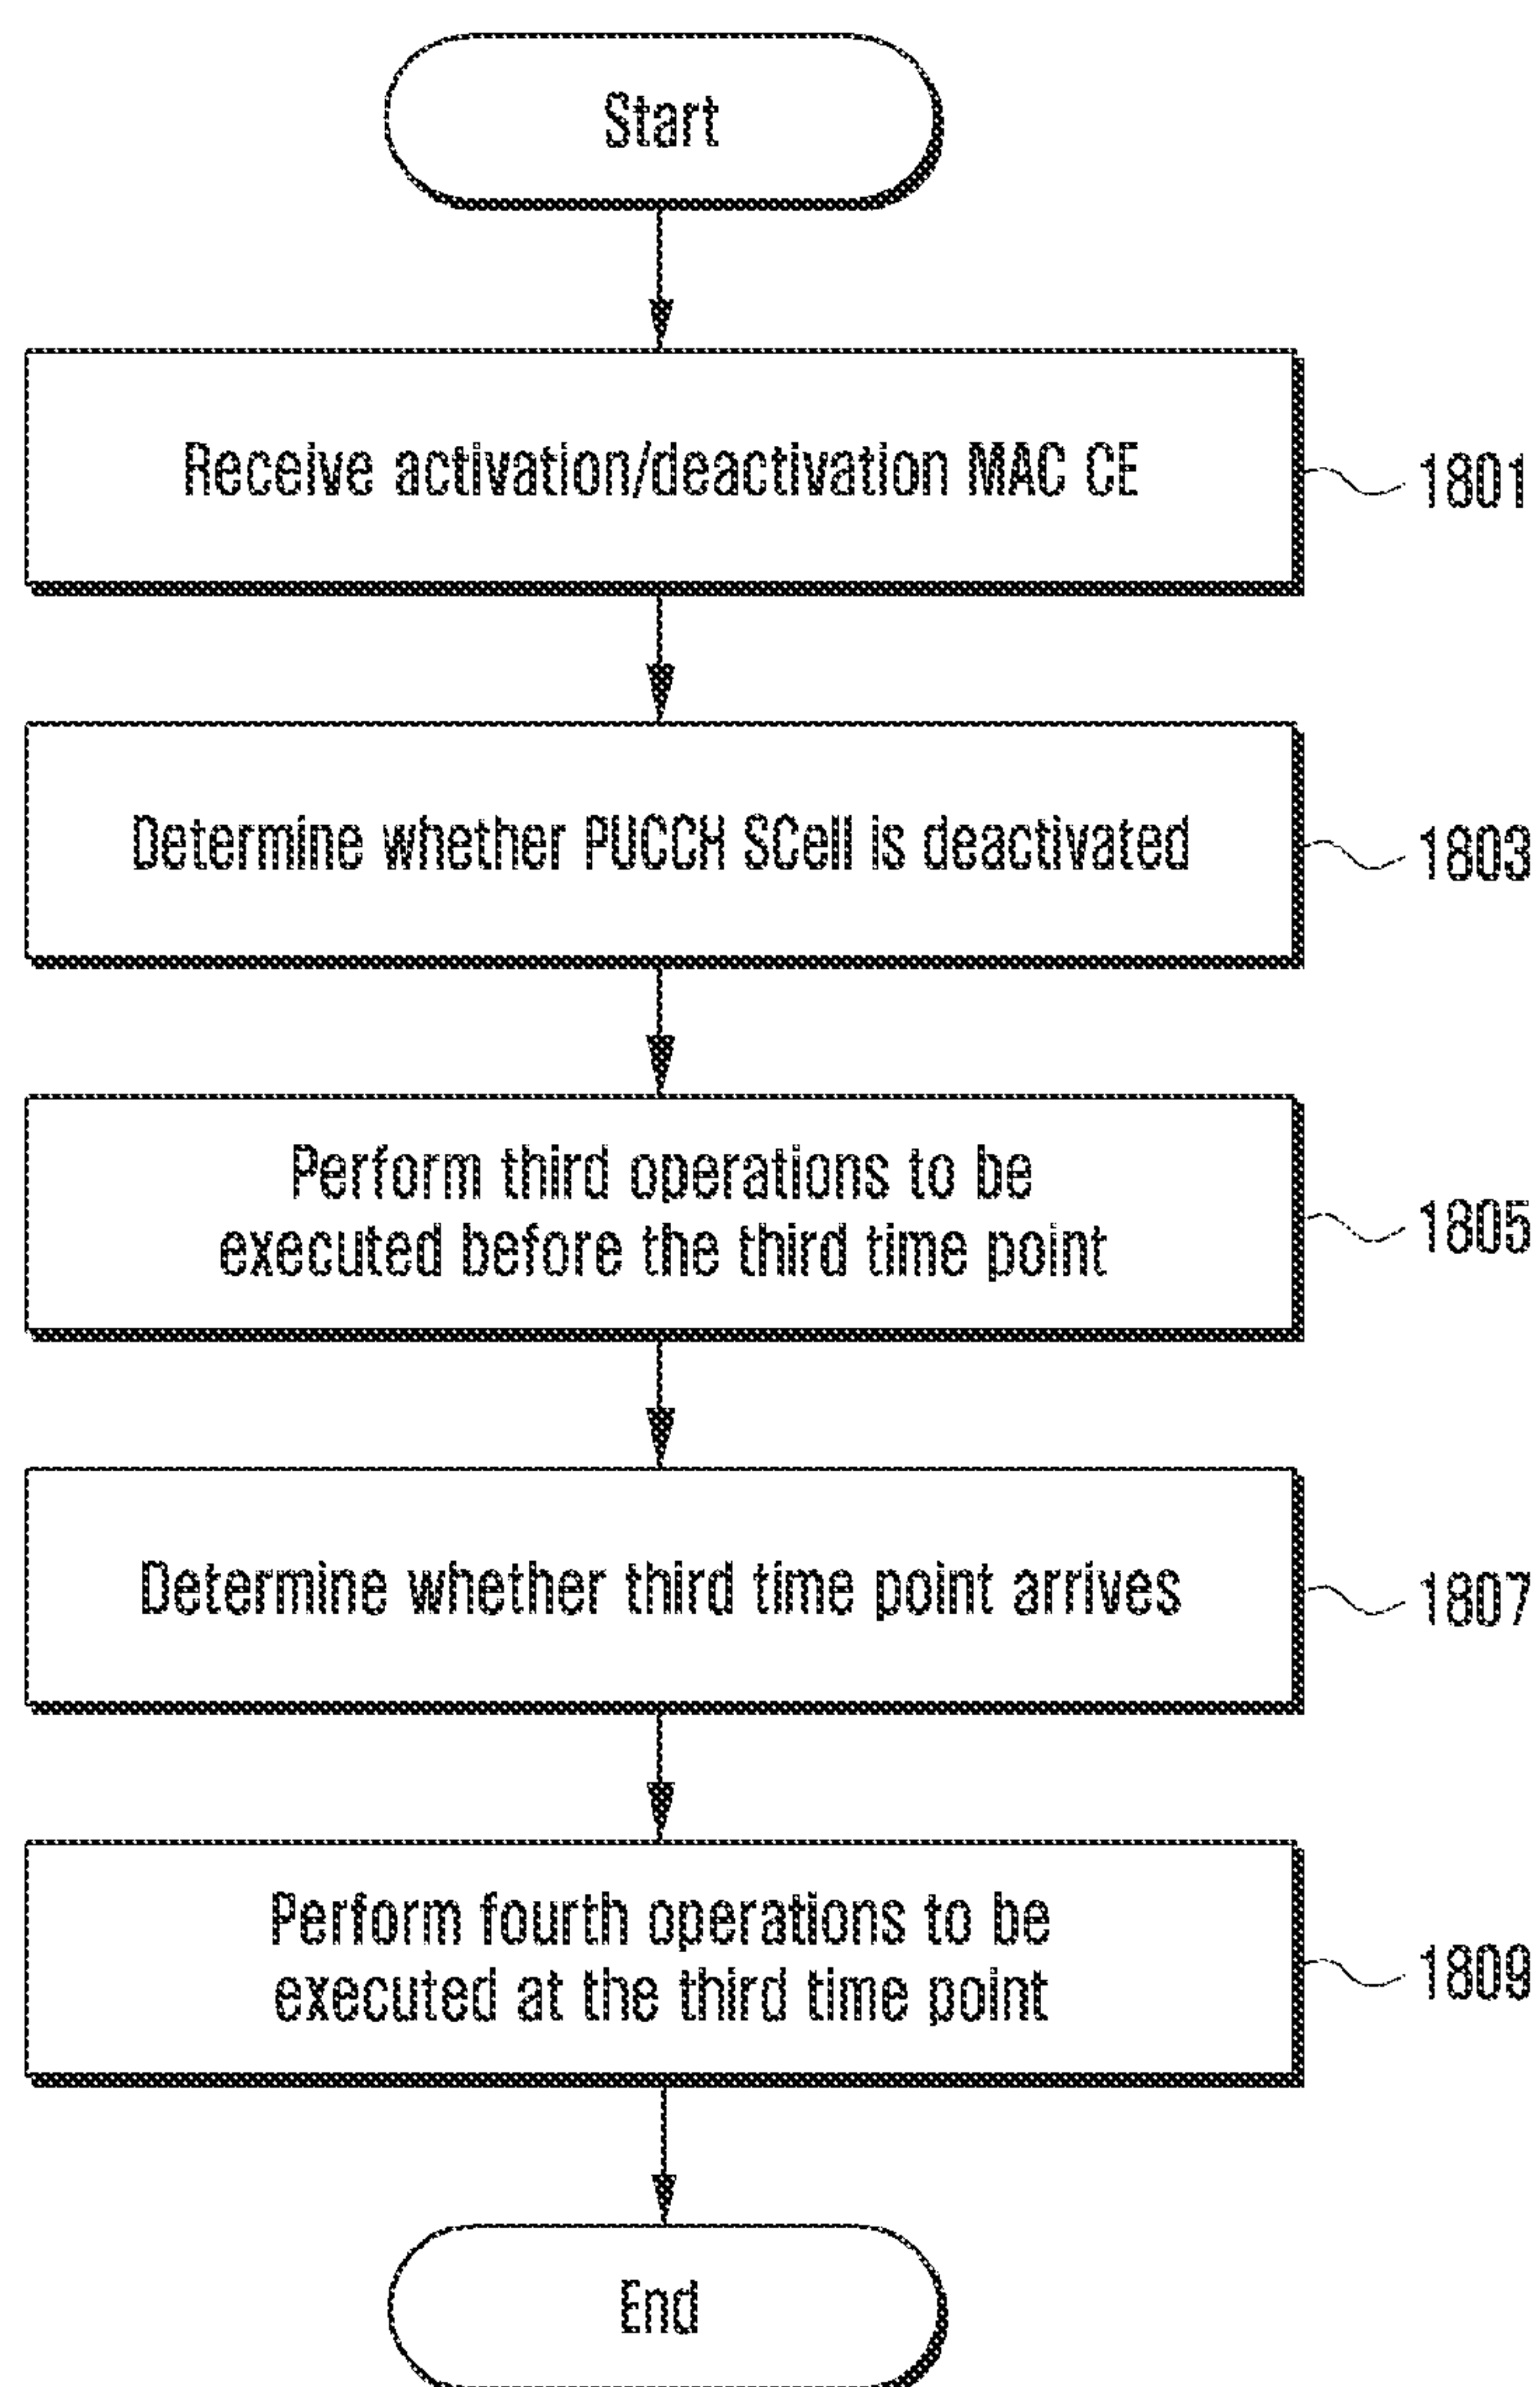 Start
Receive activation/deactivation MAC CE
1801
Determine whether PUCCH SCell is deactivated
1803
Perform third operations to be
executed before the third time point
1805
Determine whether third time point arrives
1807
Perform fourth operations to be
executed at the third time point
1809
End